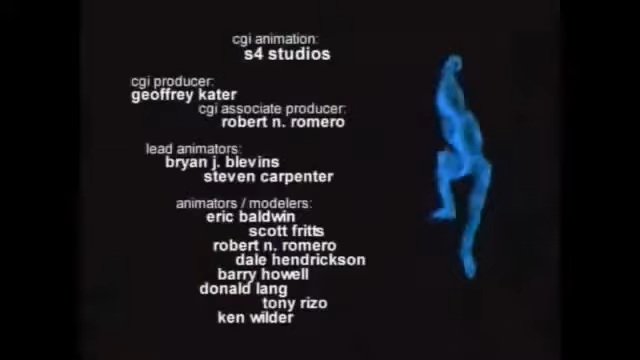 cgi animation:
s4 studios
cgi producer:
geoffrey kater
cgi associate producer:
robert n. romero
lead animators:
bryan j. blevins
steven carpenter
animators / modelers:
eric baldwin
scott fritts
robert n. romero
dale hendrickson
barry howell
donald lang
tony rizo
ken wilder